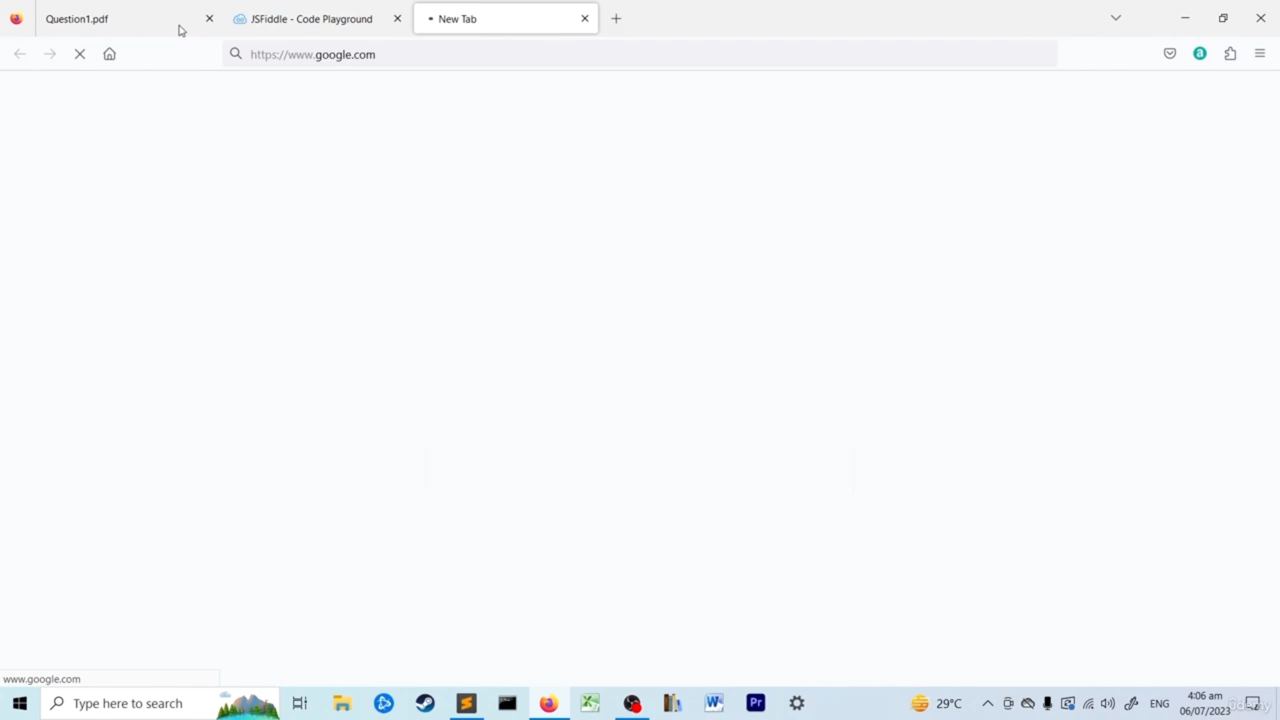 Question1.pdf
JSFiddle - Code Playground
New Tab
https://www.google.com
www.google.com
Type here to search
29°C
ENG
4:06 am
06/07/2023